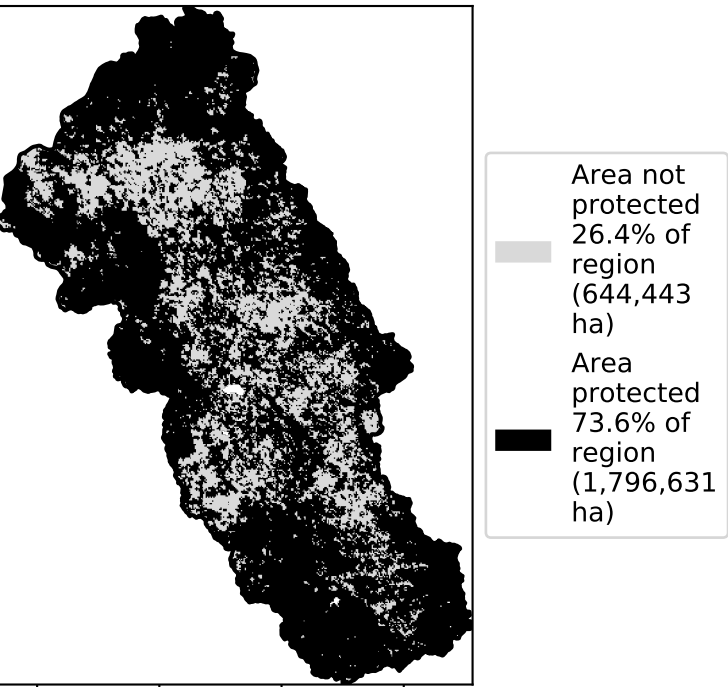 Area not
protected
26.4% of
region
(644,443
ha)
Area
protected
73.6% of
region
(1,796,631
ha)